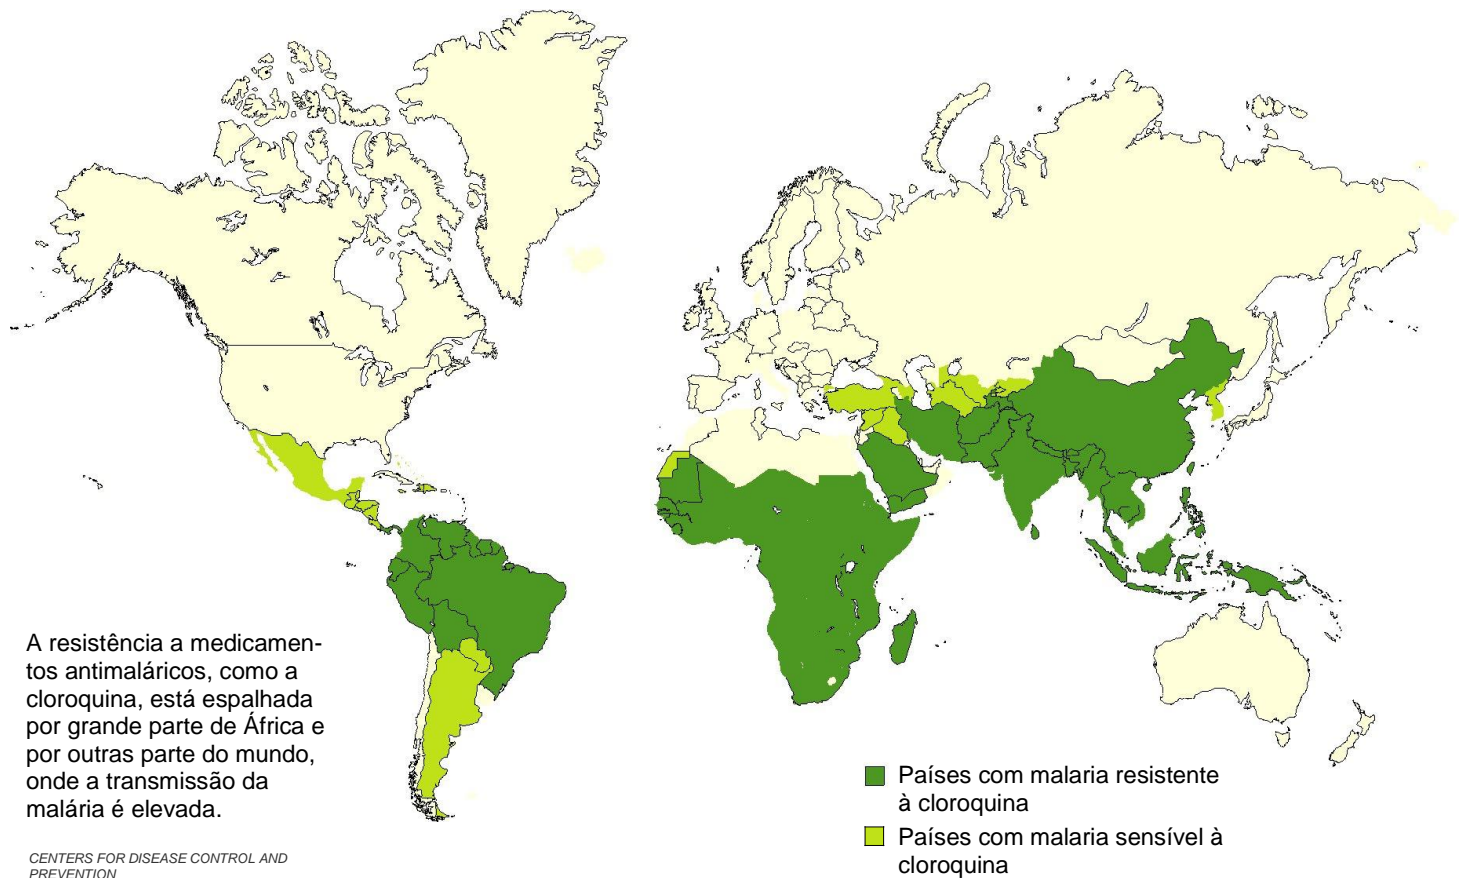 A resistência a medicamen-
tos antimaláricos, como a
cloroquina, está espalhada
por grande parte de África e
por outras parte do mundo,
onde a transmissão da
malária é elevada.
CENTERS FOR DISEASE CONTROL AND
PREVENTION
Países com malaria resistente
à cloroquina
Países com malaria sensível à
cloroquina